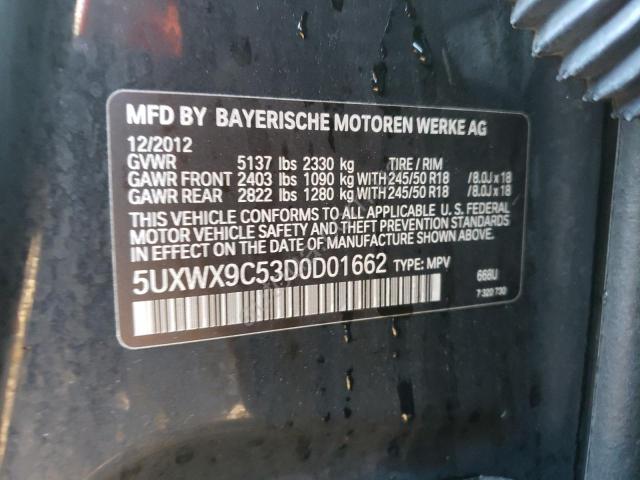 MFD BY BAYERISCHE MOTOREN WERKE AG
12/2012
GVWR 5137 lbs 2330 kg TIRE / RIM
GAWR FRONT 2403 lbs 1090 kg WITH 245/50 R18 /8.0J x 18
GAWR REAR 2822 lbs 1280 kg WITH 245/50 R18 /8.0J x 18
THIS VEHICLE CONFORMS TO ALL APPLICABLE U. S. FEDERAL
MOTOR VEHICLE SAFETY AND THEFT PREVENTION STANDARDS
IN EFFECT ON THE DATE OF MANUFACTURE SHOWN ABOVE.
5UXWX9C53D0D01662 TYPE: MPV
668U
7 320 730